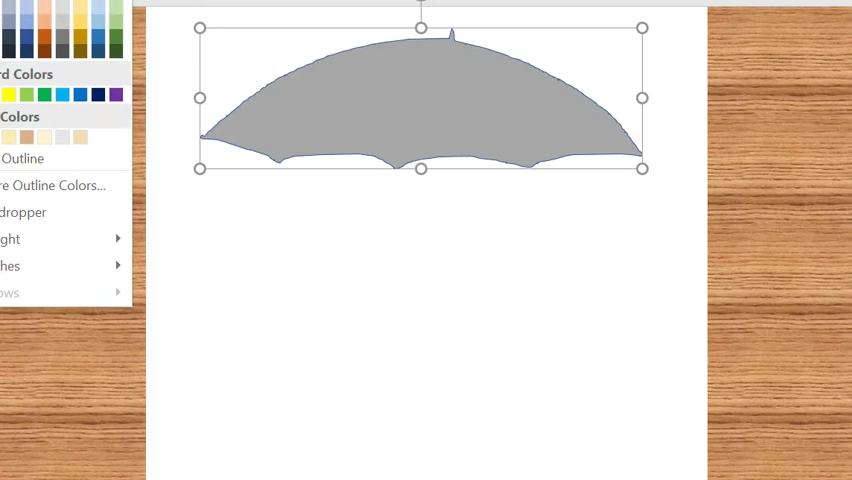 rd Colors
Colors
Outline
re Outline Colors...
dropper
ght
hes
ows